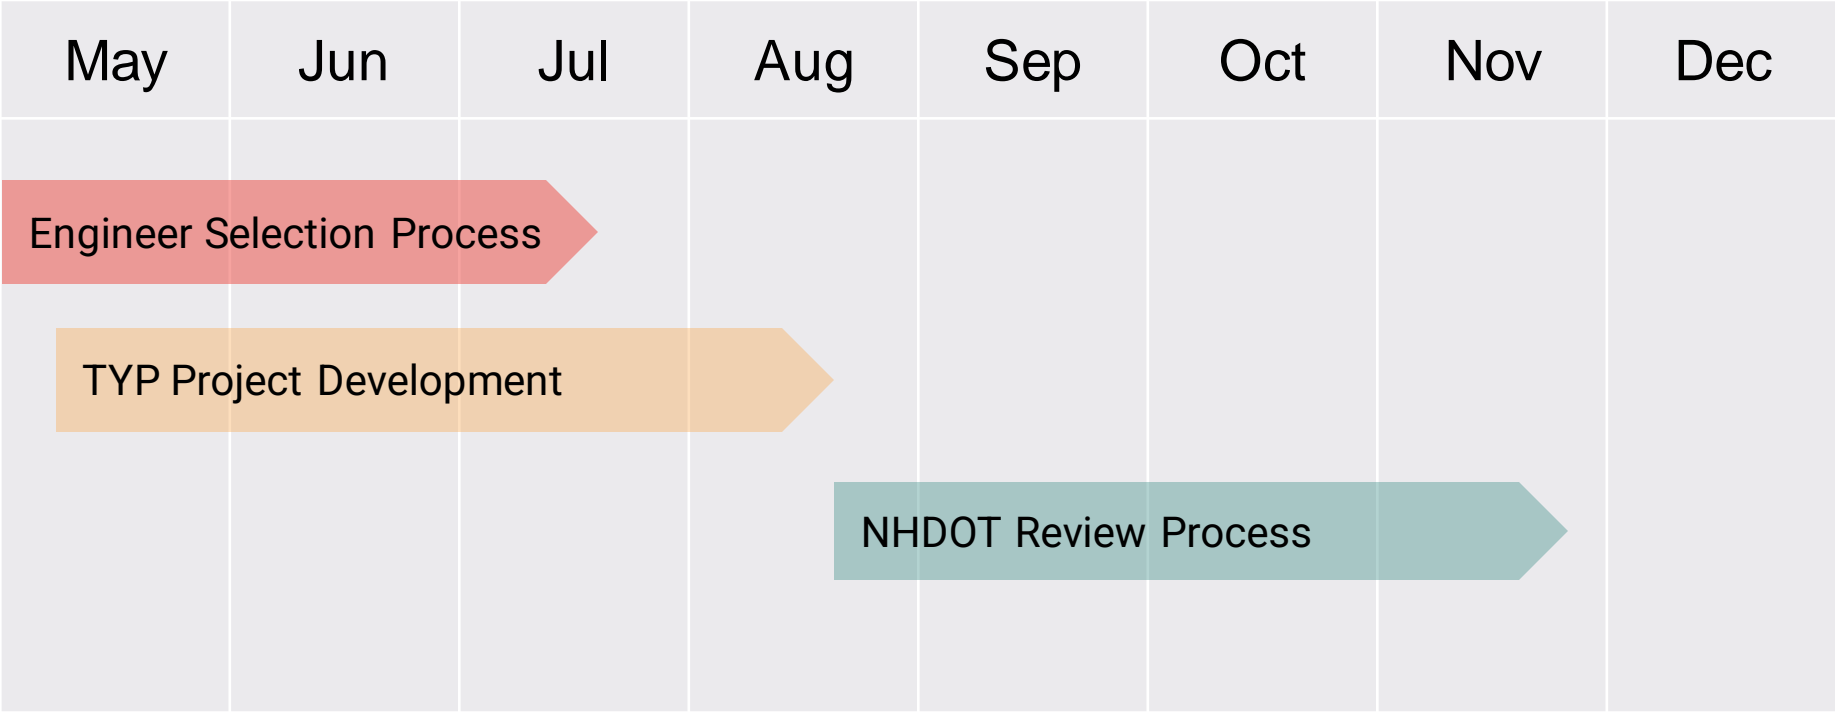 May Jun Jul Aug Sep Oct Nov Dec
Engineer Selection Process
TYP Project Development
NHDOT Review Process